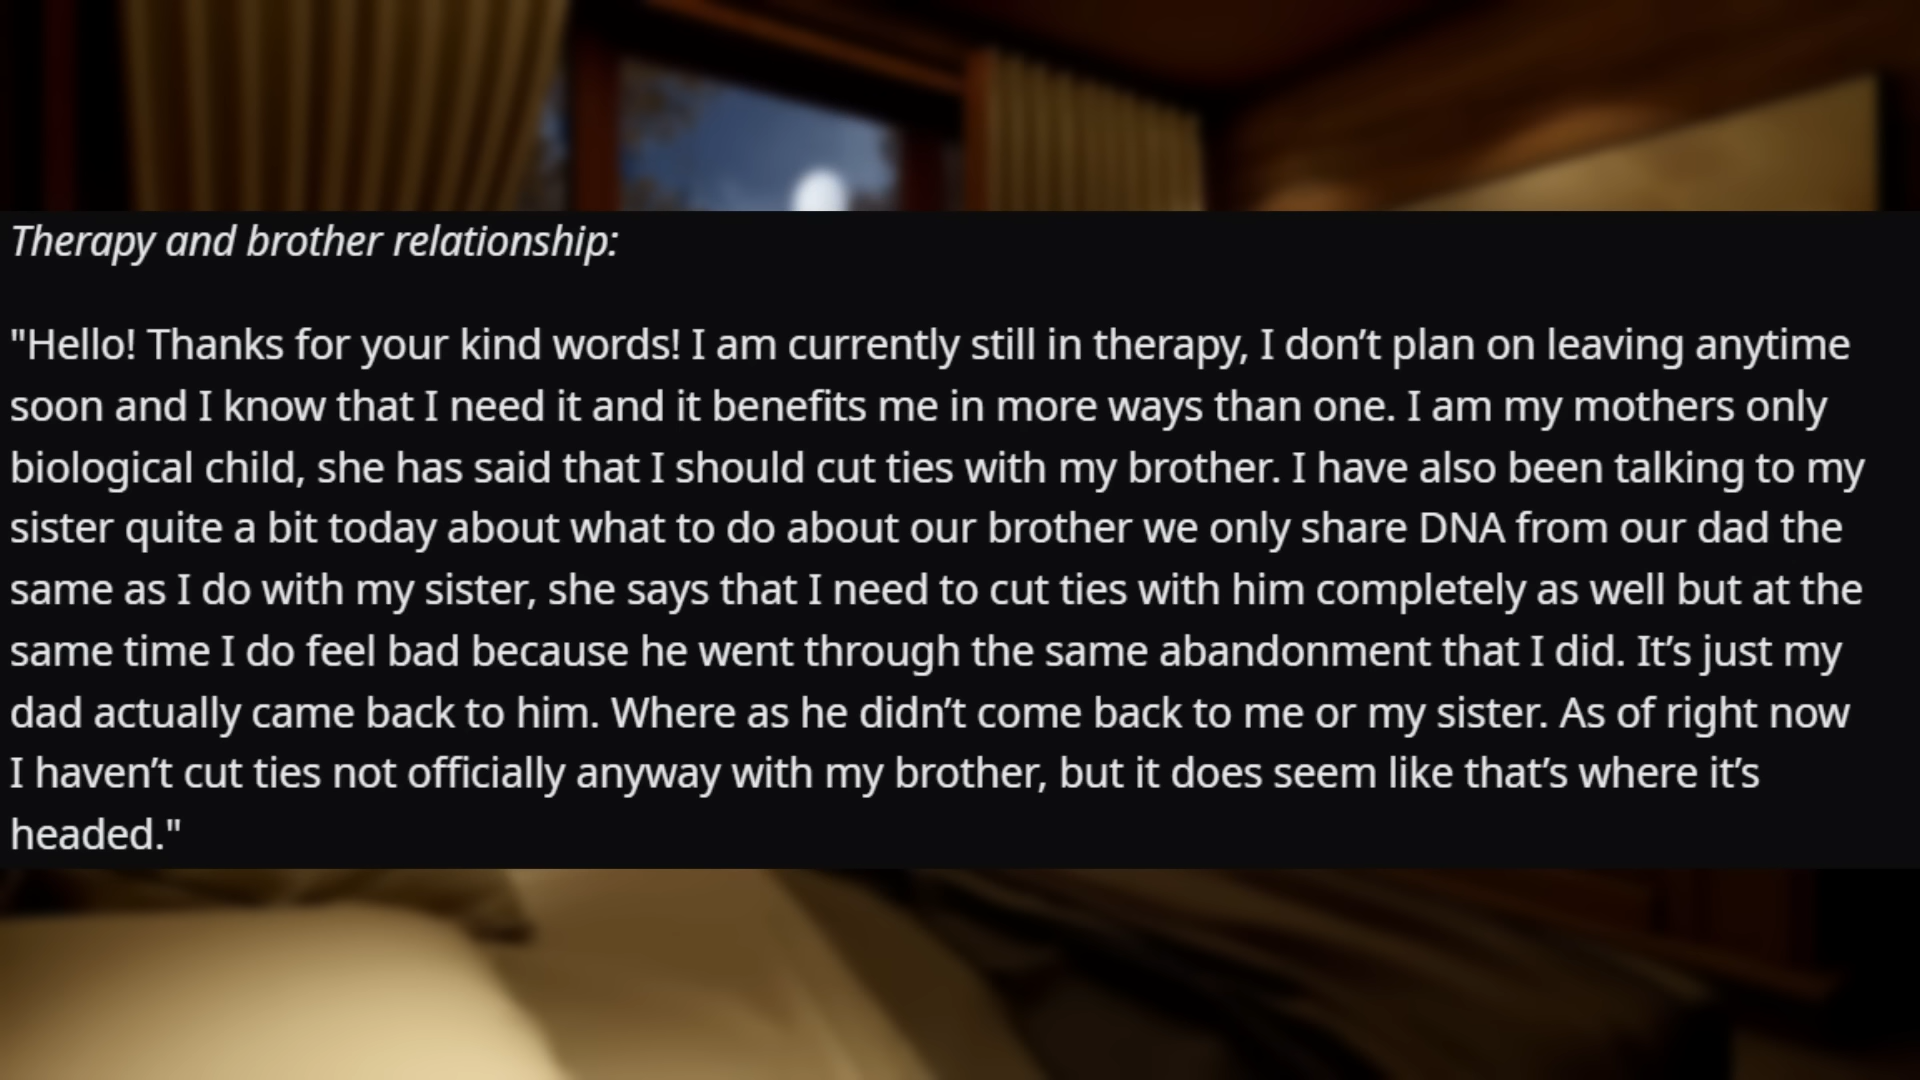 Therapy and brother relationship:
"Hello! Thanks for your kind words! I am currently still in therapy, I don’t plan on leaving anytime
soon and I know that I need it and it benefits me in more ways than one. I am my mothers only
biological child, she has said that I should cut ties with my brother. I have also been talking to my
sister quite a bit today about what to do about our brother we only share DNA from our dad the
same as I do with my sister, she says that I need to cut ties with him completely as well but at the
same time I do feel bad because he went through the same abandonment that I did. It’s just my
dad actually came back to him. Where as he didn’t come back to me or my sister. As of right now
I haven’t cut ties not officially anyway with my brother, but it does seem like that’s where it’s
headed."